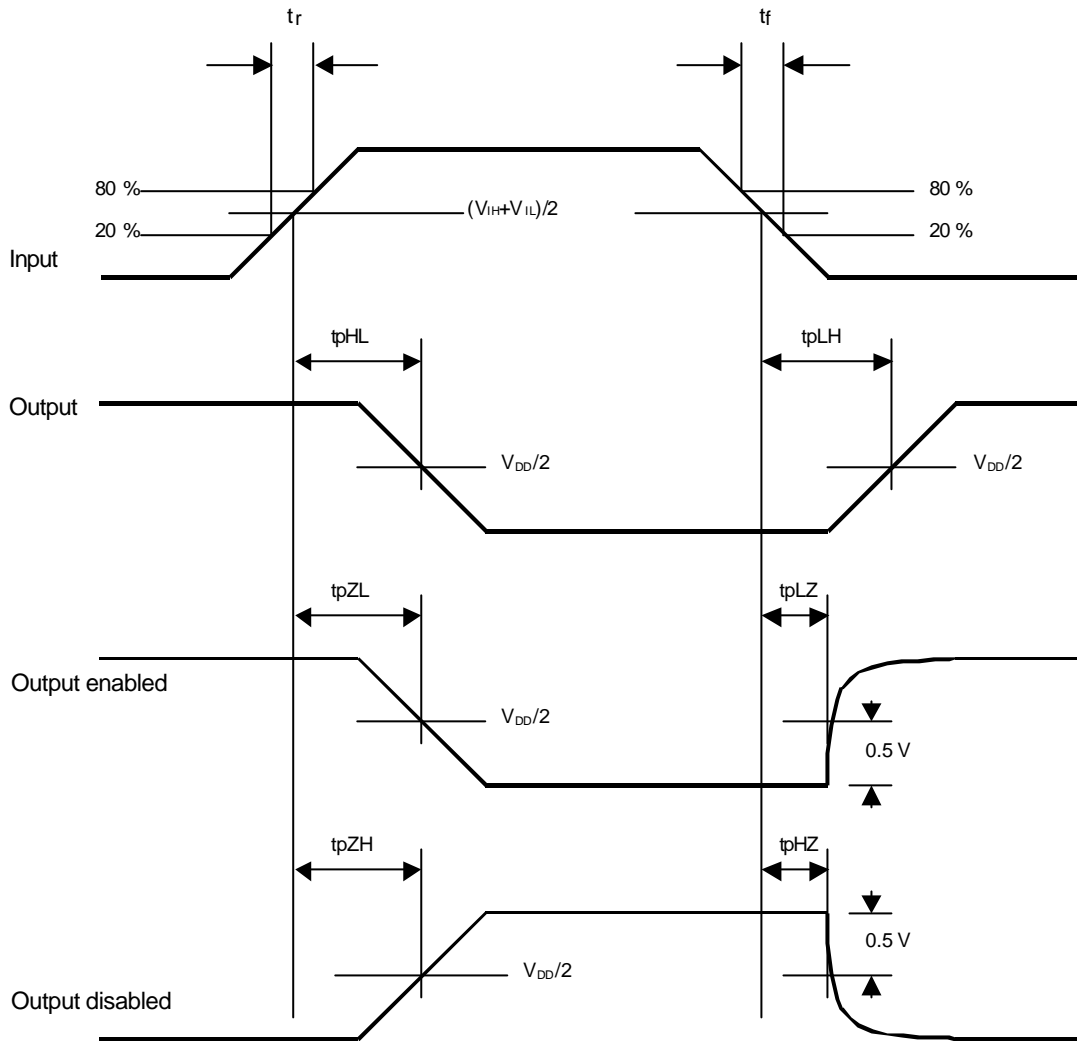 tr tf
80 % (VIH+VIL)/2 80 %
20 % 20 %
Input
tpHL tpLH
Output
VDD/2 VDD/2
tpZL tpLZ
Output enabled
VDD/2
0.5 V
tpZH tpHZ
0.5 V
VDD/2
Output disabled